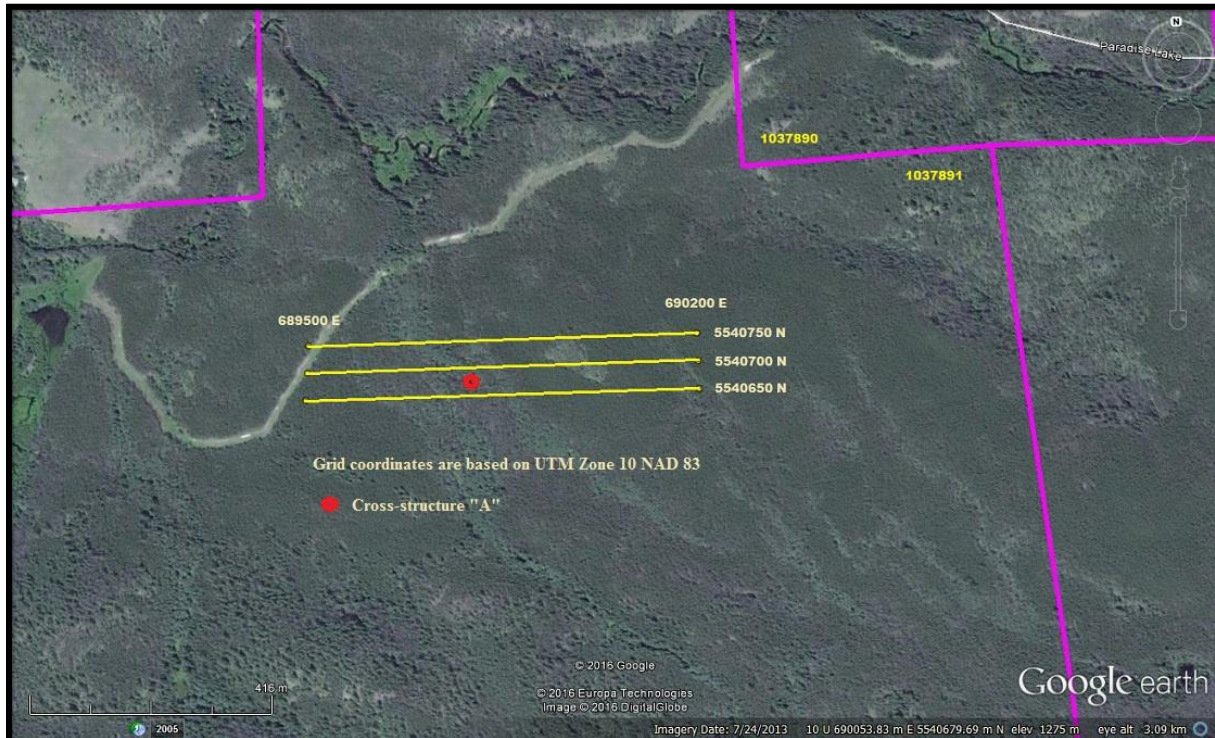 N
Paradise Lake
1037890
1037891
690200 E
689500 E
5540750 N
5540700 N
5540650 N
Grid coordinates are based on UTM Zone 10 NAD 83
Cross-structure "A"
© 2016 Google
© 2016 Europa Technologies
Image © 2016 DigitalGlobe
Google earth
416 m
2005
Imagery Date: 7/24/2013 10 U 690053.83 m E 5540679.69 m N elev 1275 m eye alt 3.09 km